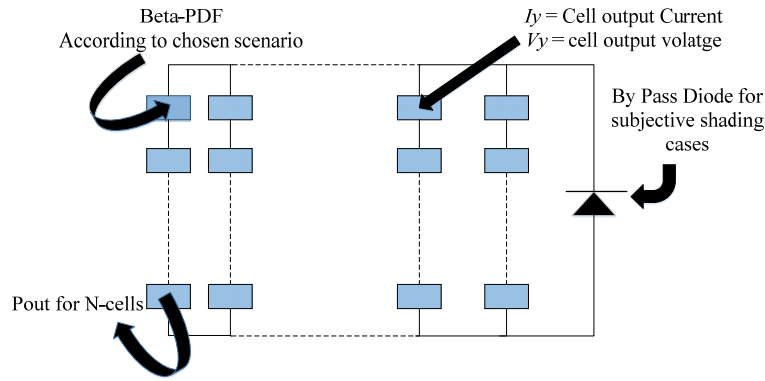 Beta-PDF
According to chosen scenario
Iy = Cell output Current
Vy = cell output volatge
By Pass Diode for
subjective shading
cases
Pout for N-cells